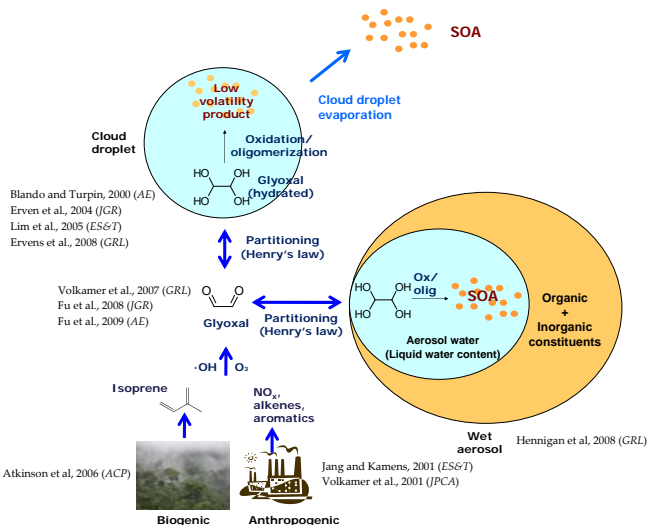 SOA
Low
volatility
product
Cloud droplet
evaporation
Cloud
droplet
Oxidation/
oligomerization
HO OH
HO OH
Glyoxal
(hydrated)
Blando and Turpin, 2000 (AE)
Erven et al., 2004 (JGR)
Lim et al., 2005 (ES&T)
Ervens et al., 2008 (GRL)
Partitioning
(Henry's law)
Volkamer et al., 2007 (GRL)
Fu et al., 2008 (JGR)
Fu et al., 2009 (AE)
O O
Glyoxal
Partitioning
(Henry's law)
HO OH
HO OH
Ox/
olig
SOA
Aerosol water
(Liquid water content)
Organic
+
Inorganic
constituents
·OH O₃
Isoprene
NOx,
alkenes,
aromatics
Wet
aerosol
Hennigan et al, 2008 (GRL)
Atkinson et al, 2006 (ACP)
Jang and Kamens, 2001 (ES&T)
Volkamer et al., 2001 (JPCA)
Biogenic
Anthropogenic